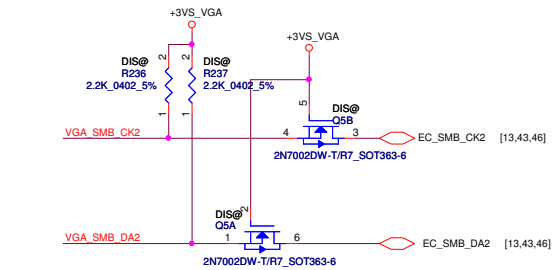 +3VS_VGA
+3VS_VGA
2
2
DIS@
R236
2.2K_0402_5%
DIS@
R237
2.2K_0402_5%
1
1
5
DIS@
Q5B
VGA_SMB_CK2
4
3
EC_SMB_CK2 [13,43,46]
2N7002DW-T/R7_SOT363-6
2
DIS@
Q5A
VGA_SMB_DA2
1
6
EC_SMB_DA2 [13,43,46]
2N7002DW-T/R7_SOT363-6